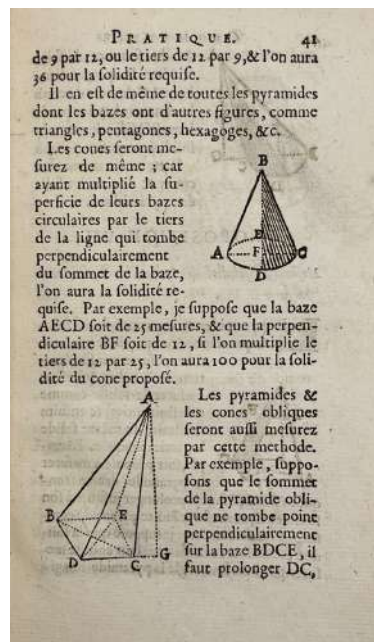 PRATIQUE. 41
de 9 par 12, ou le tiers de 12 par 9, & l'on aura
36 pour la solidité requiſe.
Il en eſt de même de toutes les pyramides
dont les bazes ont d'autres figures, comme
triangles, pentagones, hexagoges, &c.
Les cones ſeront me-
ſurez de même ; car
ayant multiplié la ſu-
perficie de leurs bazes
circulaires par le tiers
de la ligne qui tombe
perpendiculairement
du ſommet de la baze,
l'on aura la ſolidité re-
quiſe. Par exemple, je ſuppoſe que la baze
AECD ſoit de 25 meſures, & que la perpen-
diculaire BF ſoit de 12, ſi l'on multiplie le
tiers de 12 par 25, l'on aura 100 pour la ſoli-
dité du cone propoſé.
B
E
A F C
D
Les pyramides &
les cones obliques
ſeront auſſi meſurez
par cette methode.
Par exemple, ſuppo-
ſons que le ſommet
de la pyramide obli-
que ne tombe point
perpendiculairement
ſur la baze BDCE, il
faut prolonger DC,
A
B E
D C G